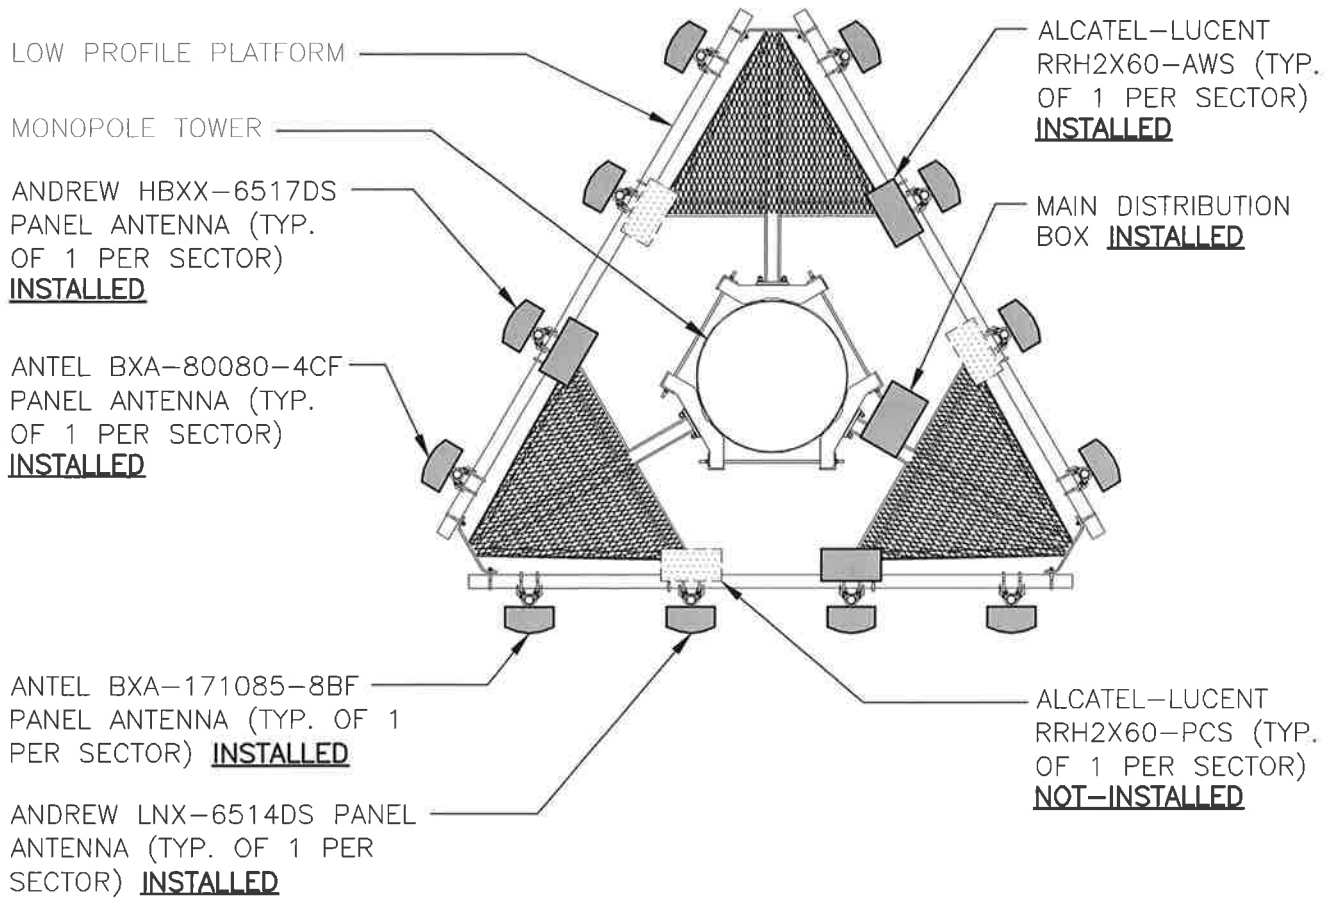 LOW PROFILE PLATFORM
MONOPOLE TOWER
ANDREW HBXX-6517DS
PANEL ANTENNA (TYP.
OF 1 PER SECTOR)
INSTALLED
ANTEL BXA-80080-4CF
PANEL ANTENNA (TYP.
OF 1 PER SECTOR)
INSTALLED
ANTEL BXA-171085-8BF
PANEL ANTENNA (TYP. OF 1
PER SECTOR) INSTALLED
ANDREW LNX-6514DS PANEL
ANTENNA (TYP. OF 1 PER
SECTOR) INSTALLED
ALCATEL-LUCENT
RRH2X60-AWS (TYP.
OF 1 PER SECTOR)
INSTALLED
MAIN DISTRIBUTION
BOX INSTALLED
ALCATEL-LUCENT
RRH2X60-PCS (TYP.
OF 1 PER SECTOR)
NOT-INSTALLED